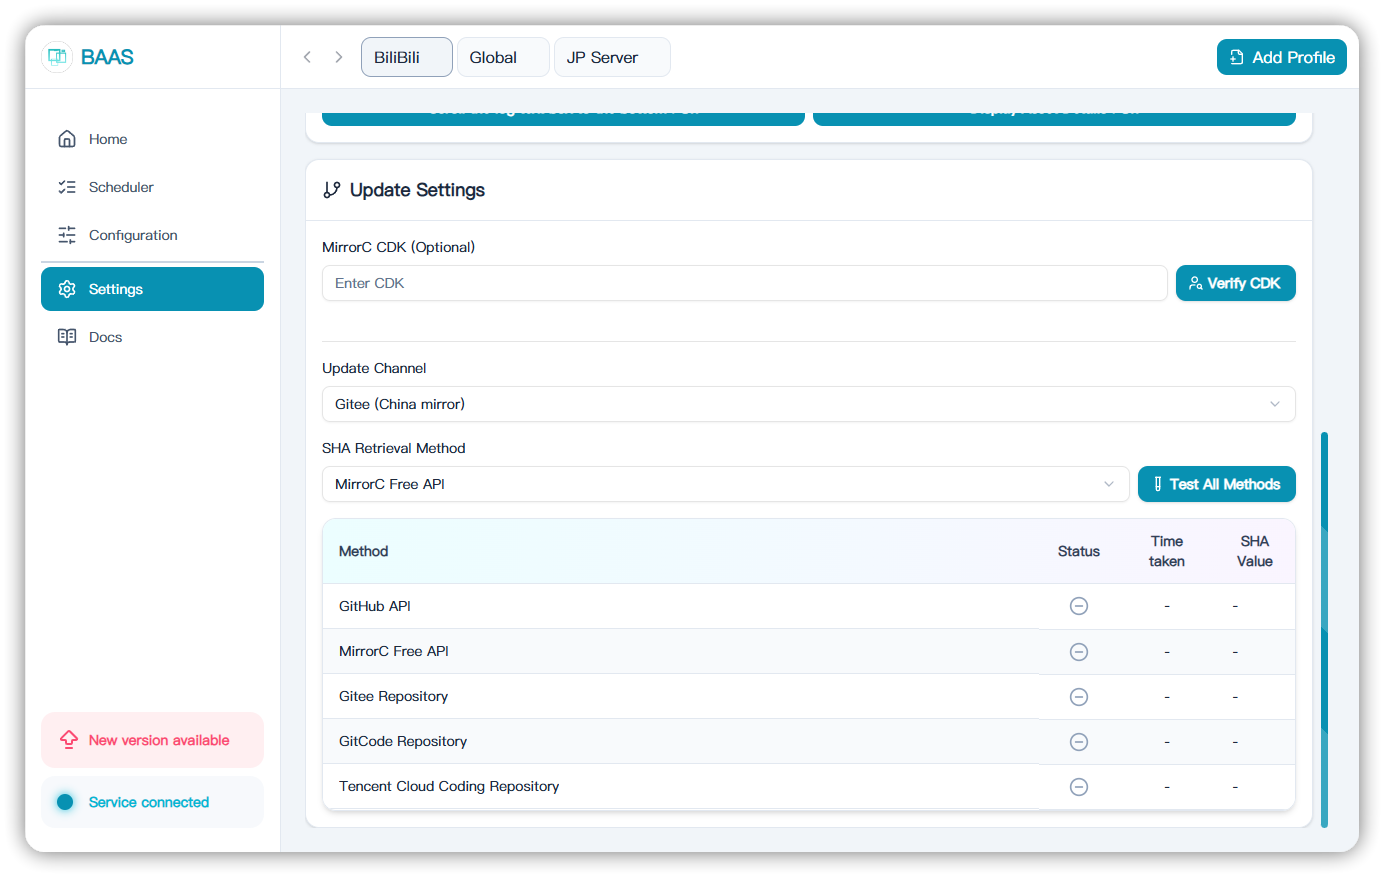 BAAS
BiliBili
Global
JP Server
Add Profile
Home
Scheduler
Configuration
Settings
Docs
New version available
Service connected
Update Settings
MirrorC CDK (Optional)
Enter CDK
Verify CDK
Update Channel
Gitee (China mirror)
SHA Retrieval Method
MirrorC Free API
Test All Methods
Method Status Time taken SHA Value
GitHub API - -
MirrorC Free API - -
Gitee Repository - -
GitCode Repository - -
Tencent Cloud Coding Repository - -